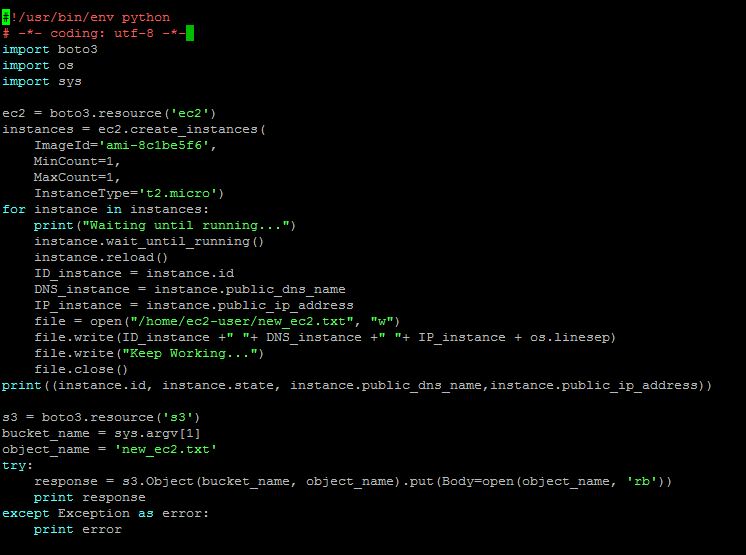 #!/usr/bin/env python
# -*- coding: utf-8 -*-
import boto3
import os
import sys

ec2 = boto3.resource('ec2')
instances = ec2.create_instances(
    ImageId='ami-8c1be5f6',
    MinCount=1,
    MaxCount=1,
    InstanceType='t2.micro')
for instance in instances:
    print("Waiting until running...")
    instance.wait_until_running()
    instance.reload()
    ID_instance = instance.id
    DNS_instance = instance.public_dns_name
    IP_instance = instance.public_ip_address
    file = open("/home/ec2-user/new_ec2.txt", "w")
    file.write(ID_instance +" "+ DNS_instance +" "+ IP_instance + os.linesep)
    file.write("Keep Working...")
    file.close()
print((instance.id, instance.state, instance.public_dns_name,instance.public_ip_address))

s3 = boto3.resource('s3')
bucket_name = sys.argv[1]
object_name = 'new_ec2.txt'
try:
    response = s3.Object(bucket_name, object_name).put(Body=open(object_name, 'rb'))
    print response
except Exception as error:
    print error